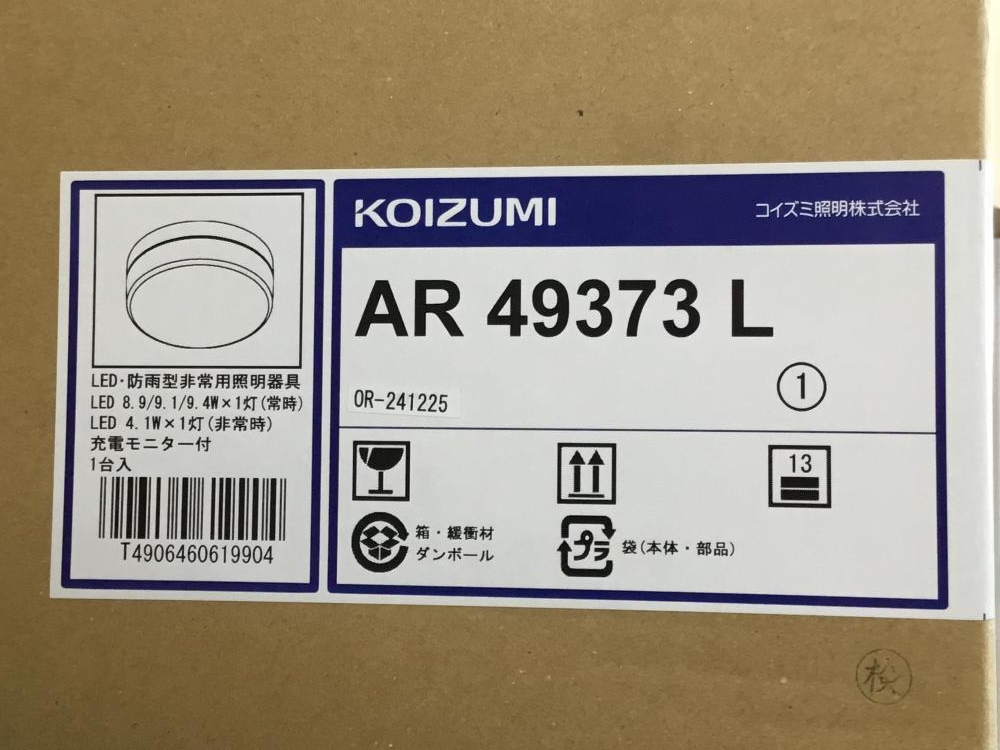 LED・防雨型非常用照明器具
LED 8.9/9.1/9.4W×1灯(常時)
LED 4.1W×1灯(非常時)
充電モニター付
1台入
T4906460619904
KOIZUMI
コイズミ照明株式会社
AR 49373 L
①
OR-241225
13
箱・緩衝材
ダンボール
プラ
袋(本体・部品)
検